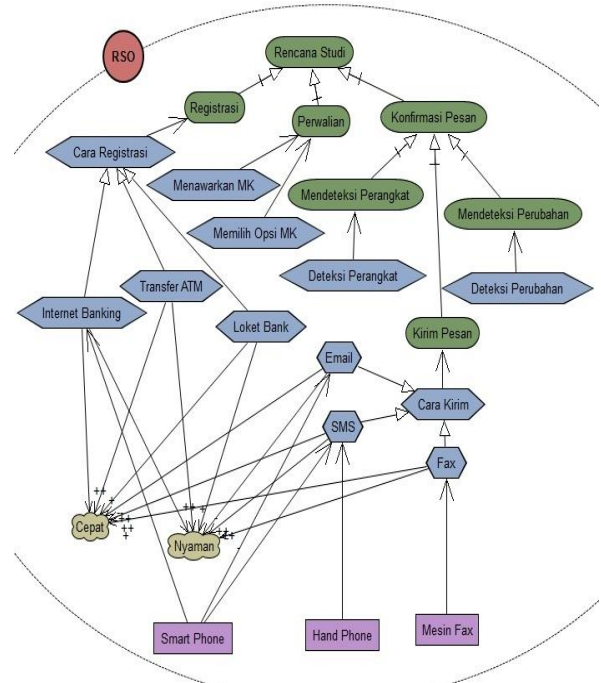 RSO
Rencana Studi
Registrasi
Perwalian
Konfirmasi Pesan
Cara Registrasi
Menawarkan MK
Mendeteksi Perangkat
Mendeteksi Perubahan
Memilih Opsi MK
Deteksi Perangkat
Deteksi Perubahan
Internet Banking
Transfer ATM
Loket Bank
Kirim Pesan
Email
Cara Kirim
SMS
Fax
Cepat
Nyaman
Smart Phone
Hand Phone
Mesin Fax